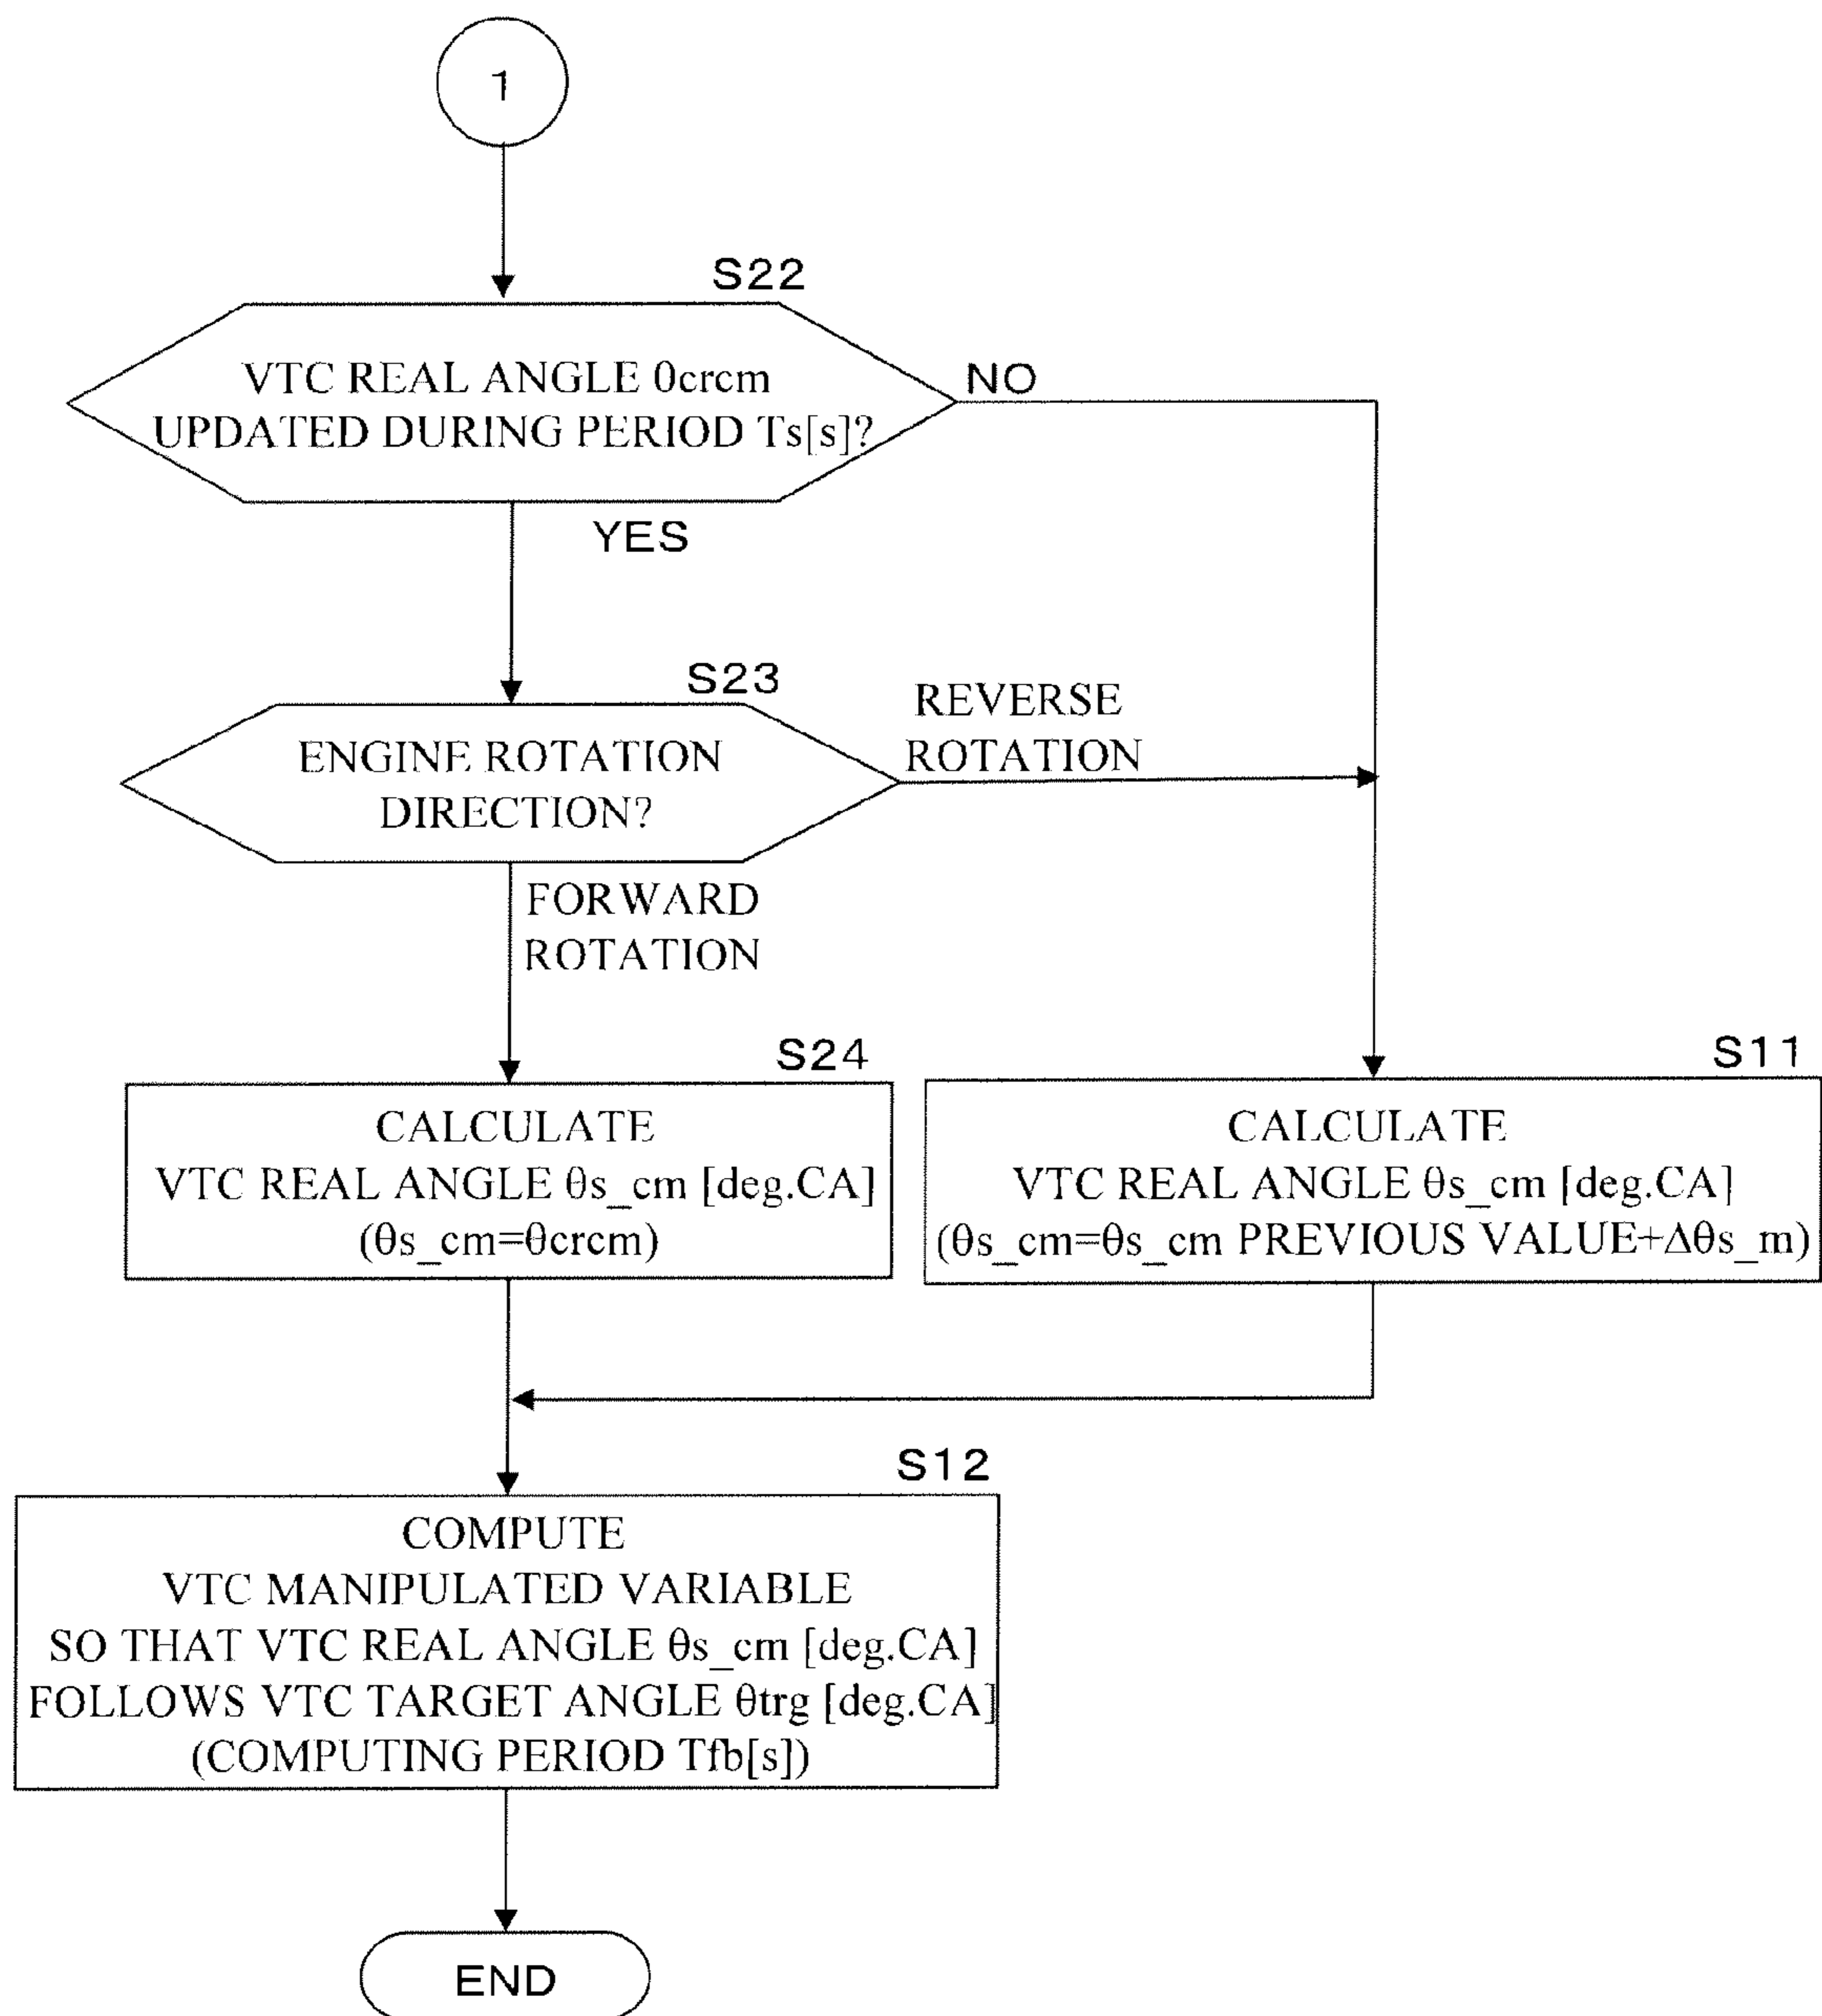 1
S22
VTC REAL ANGLE θcrcm
UPDATED DURING PERIOD Ts[s]?
NO
YES
S23
ENGINE ROTATION
DIRECTION?
REVERSE
ROTATION
FORWARD
ROTATION
S24
CALCULATE
VTC REAL ANGLE θs_cm [deg.CA]
(θs_cm=θcrcm)
S11
CALCULATE
VTC REAL ANGLE θs_cm [deg.CA]
(θs_cm=θs_cm PREVIOUS VALUE+Δθs_m)
S12
COMPUTE
VTC MANIPULATED VARIABLE
SO THAT VTC REAL ANGLE θs_cm [deg.CA]
FOLLOWS VTC TARGET ANGLE θtrg [deg.CA]
(COMPUTING PERIOD Tfb[s])
END